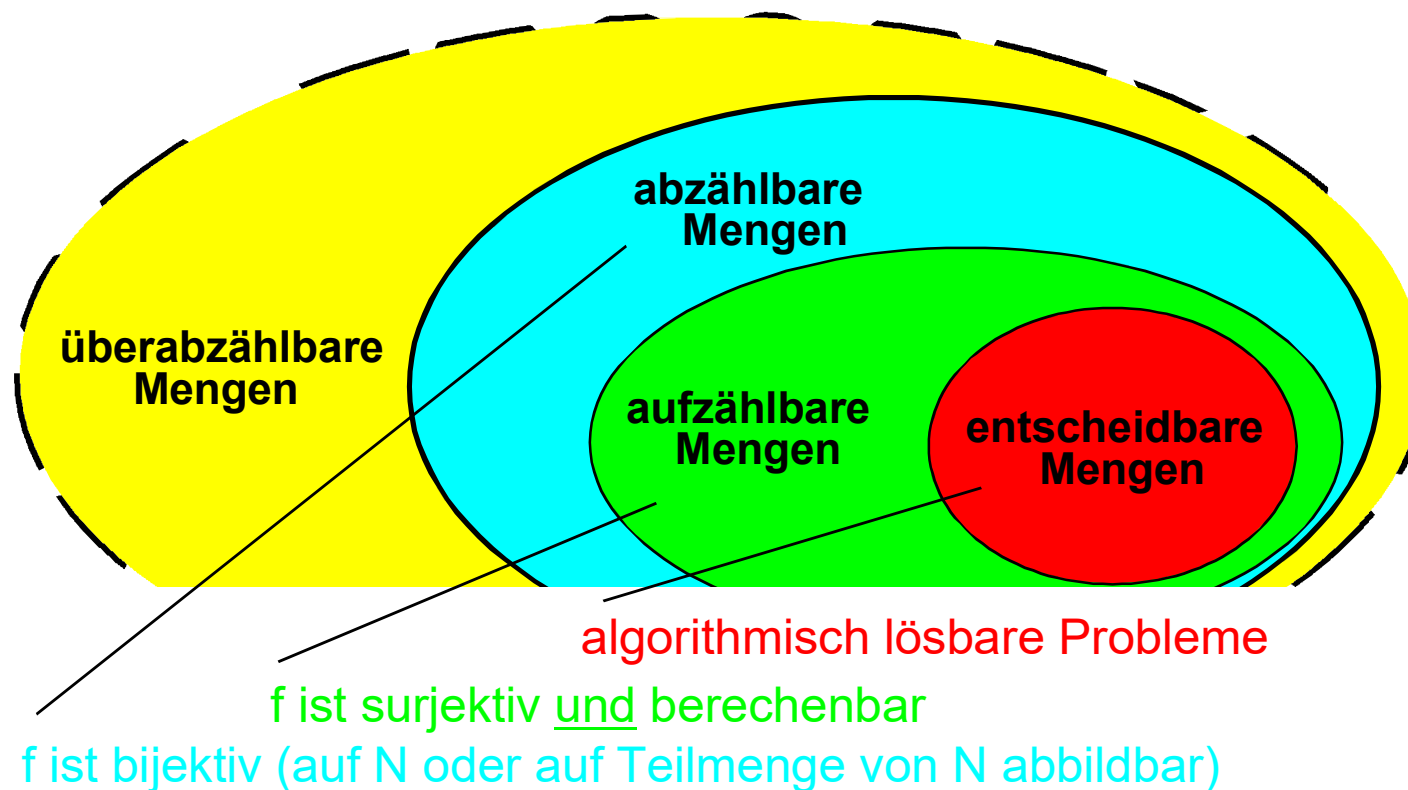 abzählbare
Mengen
überabzählbare
Mengen
aufzählbare
Mengen
entscheidbare
Mengen
algorithmisch lösbare Probleme
f ist surjektiv und berechenbar
f ist bijektiv (auf N oder auf Teilmenge von N abbildbar)